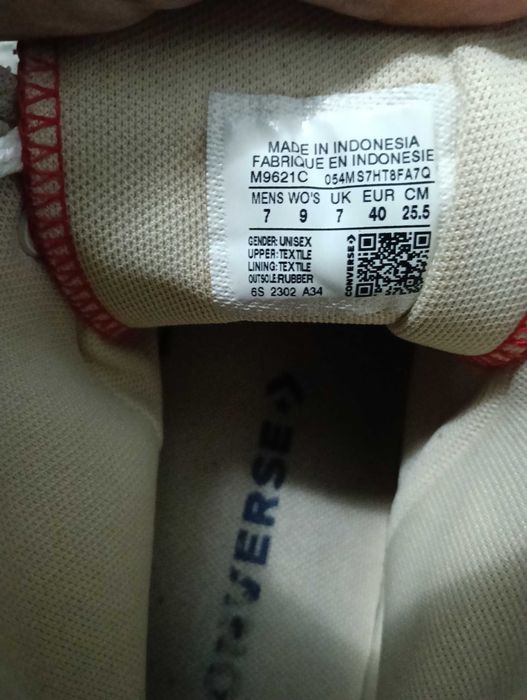 MADE IN INDONESIA
FABRIQUE EN INDONESIE
M9621C 054MS7HT8FA7Q
MENS WO'S UK EUR CM
7 9 7 40 25.5
GENDER: UNISEX
UPPER: TEXTILE
LINING: TEXTILE
OUTSOLE: RUBBER
6S 2302 A34
CONVERSE
CONVERSE